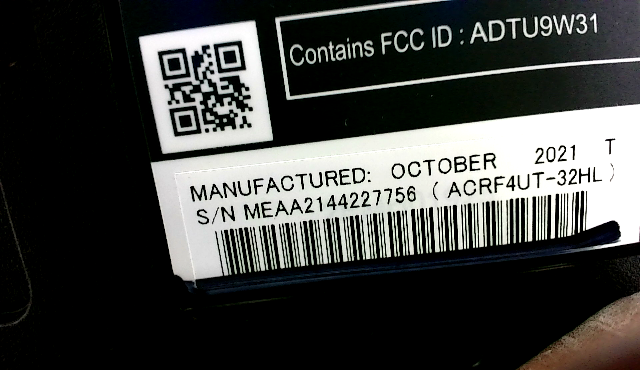 Contains FCC ID : ADTU9W31
MANUFACTURED: OCTOBER 2021 T
S/N MEAA2144227756 ( ACRF4UT-32HL )